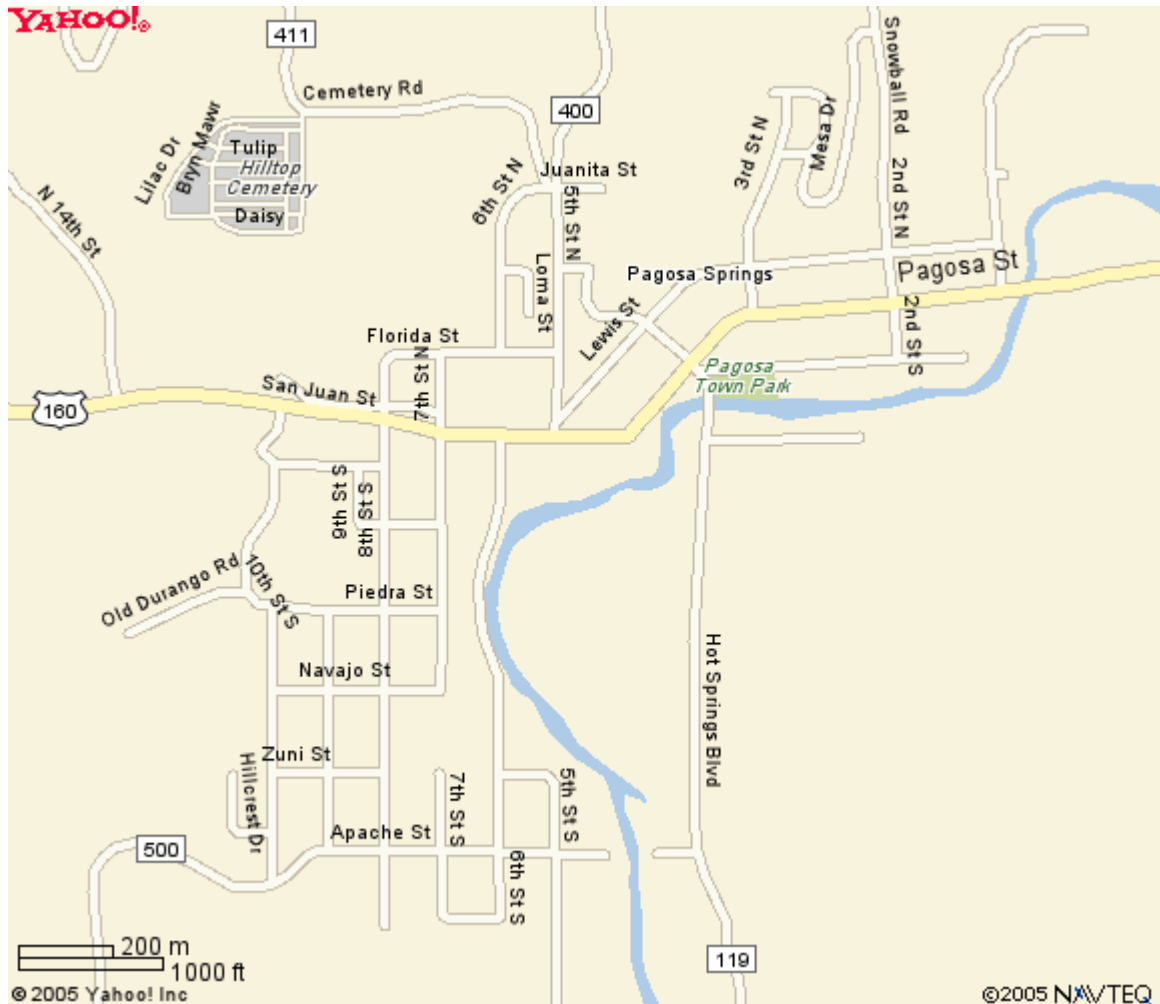 YAHOO!®
411
Cemetery Rd
400
Snowball Rd
Lilac Dr
Bryn Mawr
Tulip
Hilltop
Cemetery
Daisy
N 14th St
6th St N
Juanita St
5th St N
3rd St N
Mesa Dr
2nd St N
Loma St
Pagosa Springs
Pagosa St
Florida St
Lewis St
2nd St S
7th St N
San Juan St
Pagosa
Town Park
160
9th St S
8th St S
Old Durango Rd
10th St S
Piedra St
Navajo St
Hot Springs Blvd
Zuni St
Hillcrest Dr
7th St S
5th St S
Apache St
500
6th St S
200 m
1000 ft
119
© 2005 Yahoo! Inc
©2005 NAVTEQ